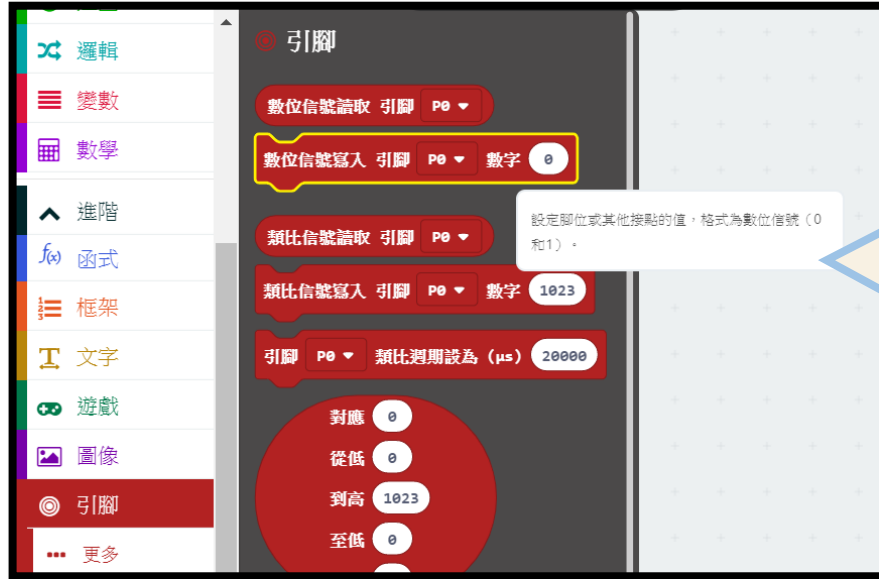 邏輯
變數
數學
進階
f(x) 函式
框架
文字
遊戲
圖像
引腳
更多
引腳
數位信號讀取 引腳 P0
數位信號寫入 引腳 P0 數字 0
設定腳位或其他接點的值，格式為數位信號（0
和1）。
類比信號讀取 引腳 P0
類比信號寫入 引腳 P0 數字 1023
引腳 P0 類比週期設為 (µs) 20000
對應 0
從低 0
到高 1023
至低 0